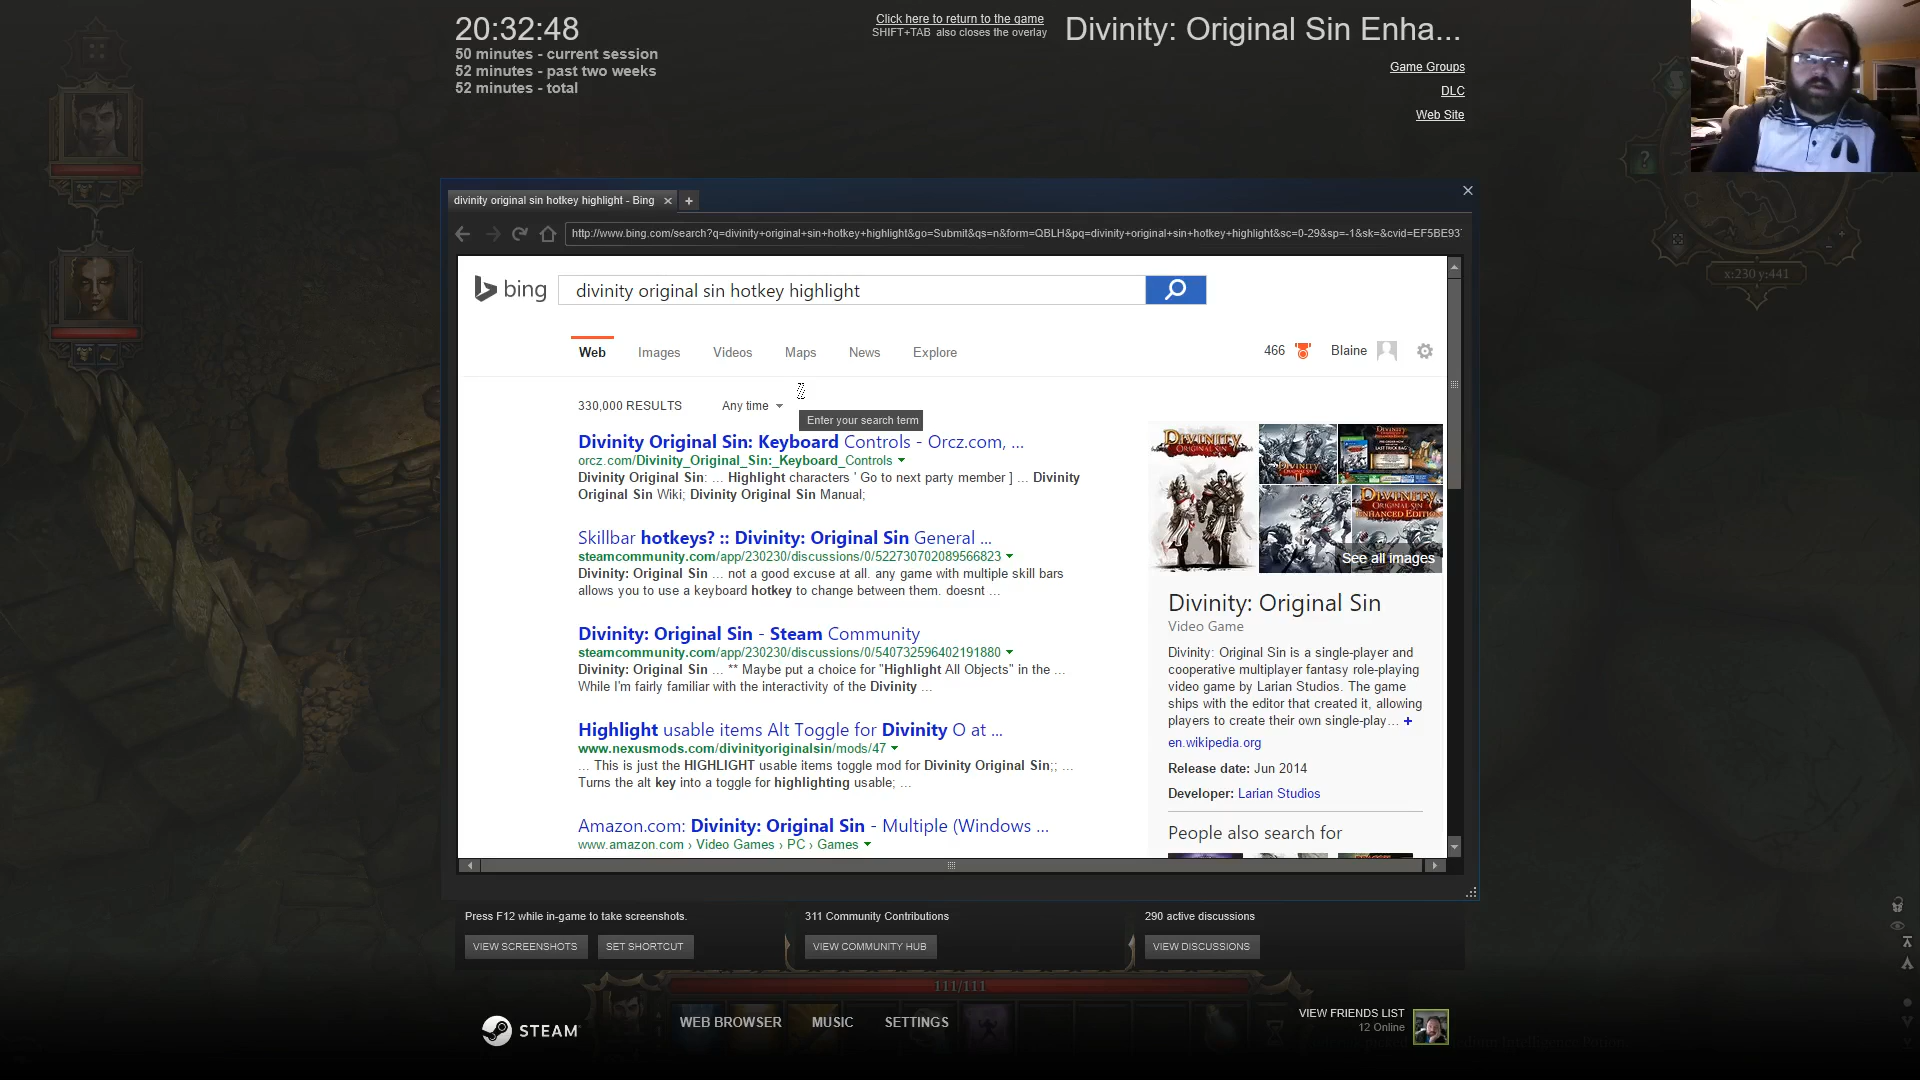 20:32:48
50 minutes - current session
52 minutes - past two weeks
52 minutes - total
Click here to return to the game
SHIFT+TAB also closes the overlay
Divinity: Original Sin Enha...
Game Groups
DLC
Web Site
?
x:230 y:441
divinity original sin hotkey highlight - Bing
http://www.bing.com/search?q=divinity+original+sin+hotkey+highlight&go=Submit&qs=n&form=QBLH&pq=divinity+original+sin+hotkey+highlight&sc=0-29&sp=-1&sk=&cvid=EF5BE93
bing
divinity original sin hotkey highlight
Web Images Videos Maps News Explore
466 Blaine
330,000 RESULTS Any time
Enter your search term
Divinity Original Sin: Keyboard Controls - Orcz.com, ...
orcz.com/Divinity_Original_Sin:_Keyboard_Controls
Divinity Original Sin: ... Highlight characters ' Go to next party member ] ... Divinity
Original Sin Wiki; Divinity Original Sin Manual;
Skillbar hotkeys? :: Divinity: Original Sin General ...
steamcommunity.com/app/230230/discussions/0/522730702089566823
Divinity: Original Sin ... not a good excuse at all. any game with multiple skill bars
allows you to use a keyboard hotkey to change between them. doesnt ...
Divinity: Original Sin - Steam Community
steamcommunity.com/app/230230/discussions/0/540732596402191880
Divinity: Original Sin ... ** Maybe put a choice for "Highlight All Objects" in the ...
While I'm fairly familiar with the interactivity of the Divinity ...
Highlight usable items Alt Toggle for Divinity O at ...
www.nexusmods.com/divinityoriginalsin/mods/47
... This is just the HIGHLIGHT usable items toggle mod for Divinity Original Sin;; ...
Turns the alt key into a toggle for highlighting usable; ...
Amazon.com: Divinity: Original Sin - Multiple (Windows ...
www.amazon.com › Video Games › PC › Games
DIVINITY
ORIGINAL SIN
DIVINITY
DIVINITY
ENHANCED EDITION
See all images
Divinity: Original Sin
Video Game
Divinity: Original Sin is a single-player and
cooperative multiplayer fantasy role-playing
video game by Larian Studios. The game
ships with the editor that created it, allowing
players to create their own single-play... +
en.wikipedia.org
Release date: Jun 2014
Developer: Larian Studios
People also search for
Press F12 while in-game to take screenshots.
VIEW SCREENSHOTS
SET SHORTCUT
311 Community Contributions
VIEW COMMUNITY HUB
290 active discussions
VIEW DISCUSSIONS
111/111
STEAM
WEB BROWSER
MUSIC
SETTINGS
VIEW FRIENDS LIST
12 Online